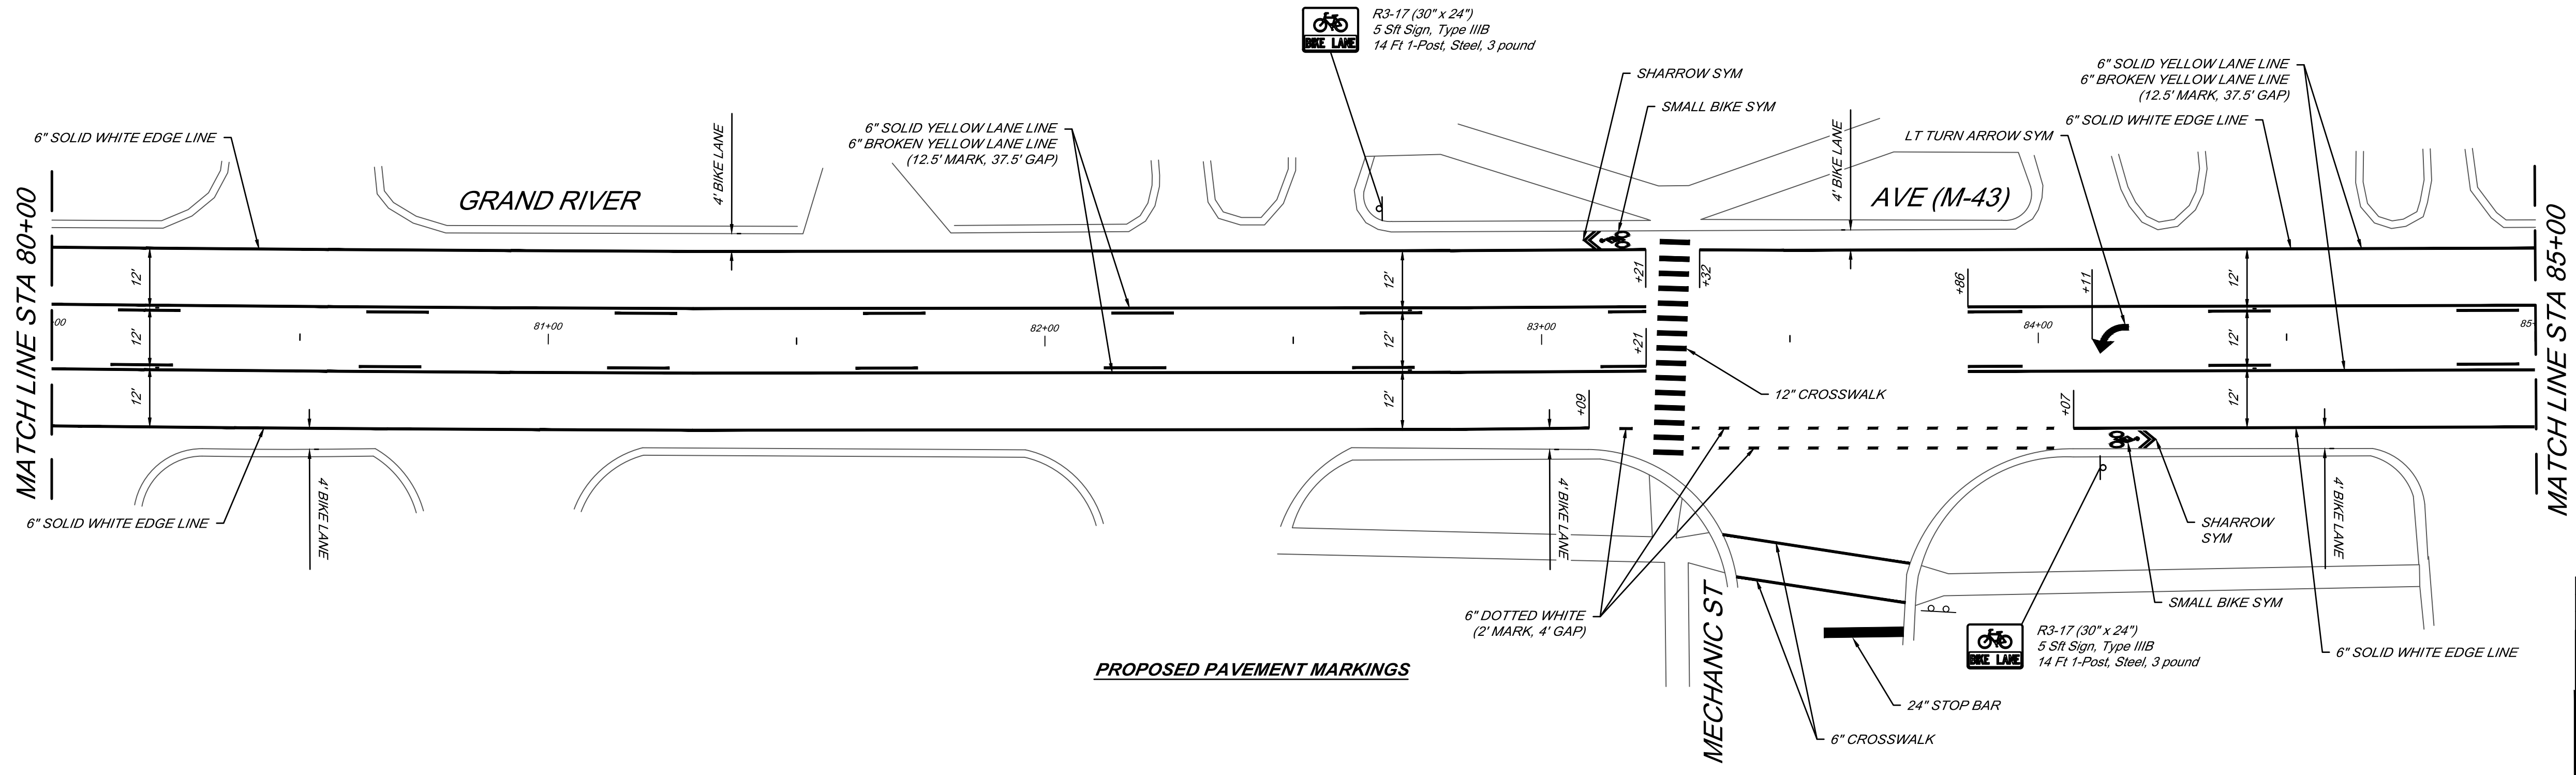 R3-17 (30" x 24")
5 Sft Sign, Type IIIB
14 Ft 1-Post, Steel, 3 pound
BIKE LANE
SHARROW SYM
SMALL BIKE SYM
6" SOLID YELLOW LANE LINE
6" BROKEN YELLOW LANE LINE
(12.5' MARK, 37.5' GAP)
6" SOLID WHITE EDGE LINE
LT TURN ARROW SYM
6" SOLID WHITE EDGE LINE
6" SOLID YELLOW LANE LINE
6" BROKEN YELLOW LANE LINE
(12.5' MARK, 37.5' GAP)
4' BIKE LANE
4' BIKE LANE
GRAND RIVER
AVE (M-43)
MATCH LINE STA 80+00
MATCH LINE STA 85+00
12'
12'
12'
12'
12'
12'
12'
12'
12'
+21
+32
+86
+11
+21
+09
+07
00
81+00
82+00
83+00
84+00
85+
12" CROSSWALK
6" SOLID WHITE EDGE LINE
4' BIKE LANE
4' BIKE LANE
4' BIKE LANE
SHARROW
SYM
SMALL BIKE SYM
6" DOTTED WHITE
(2' MARK, 4' GAP)
MECHANIC ST
BIKE LANE
R3-17 (30" x 24")
5 Sft Sign, Type IIIB
14 Ft 1-Post, Steel, 3 pound
6" SOLID WHITE EDGE LINE
PROPOSED PAVEMENT MARKINGS
24" STOP BAR
6" CROSSWALK